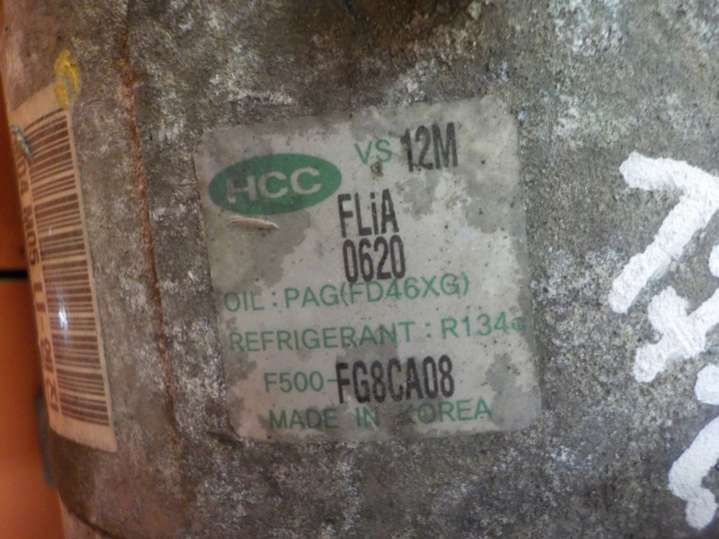 HCC VS 12M
FLiA
0620
OIL : PAG(FD46XG)
REFRIGERANT : R134a
F500-FG8CA08
MADE IN KOREA